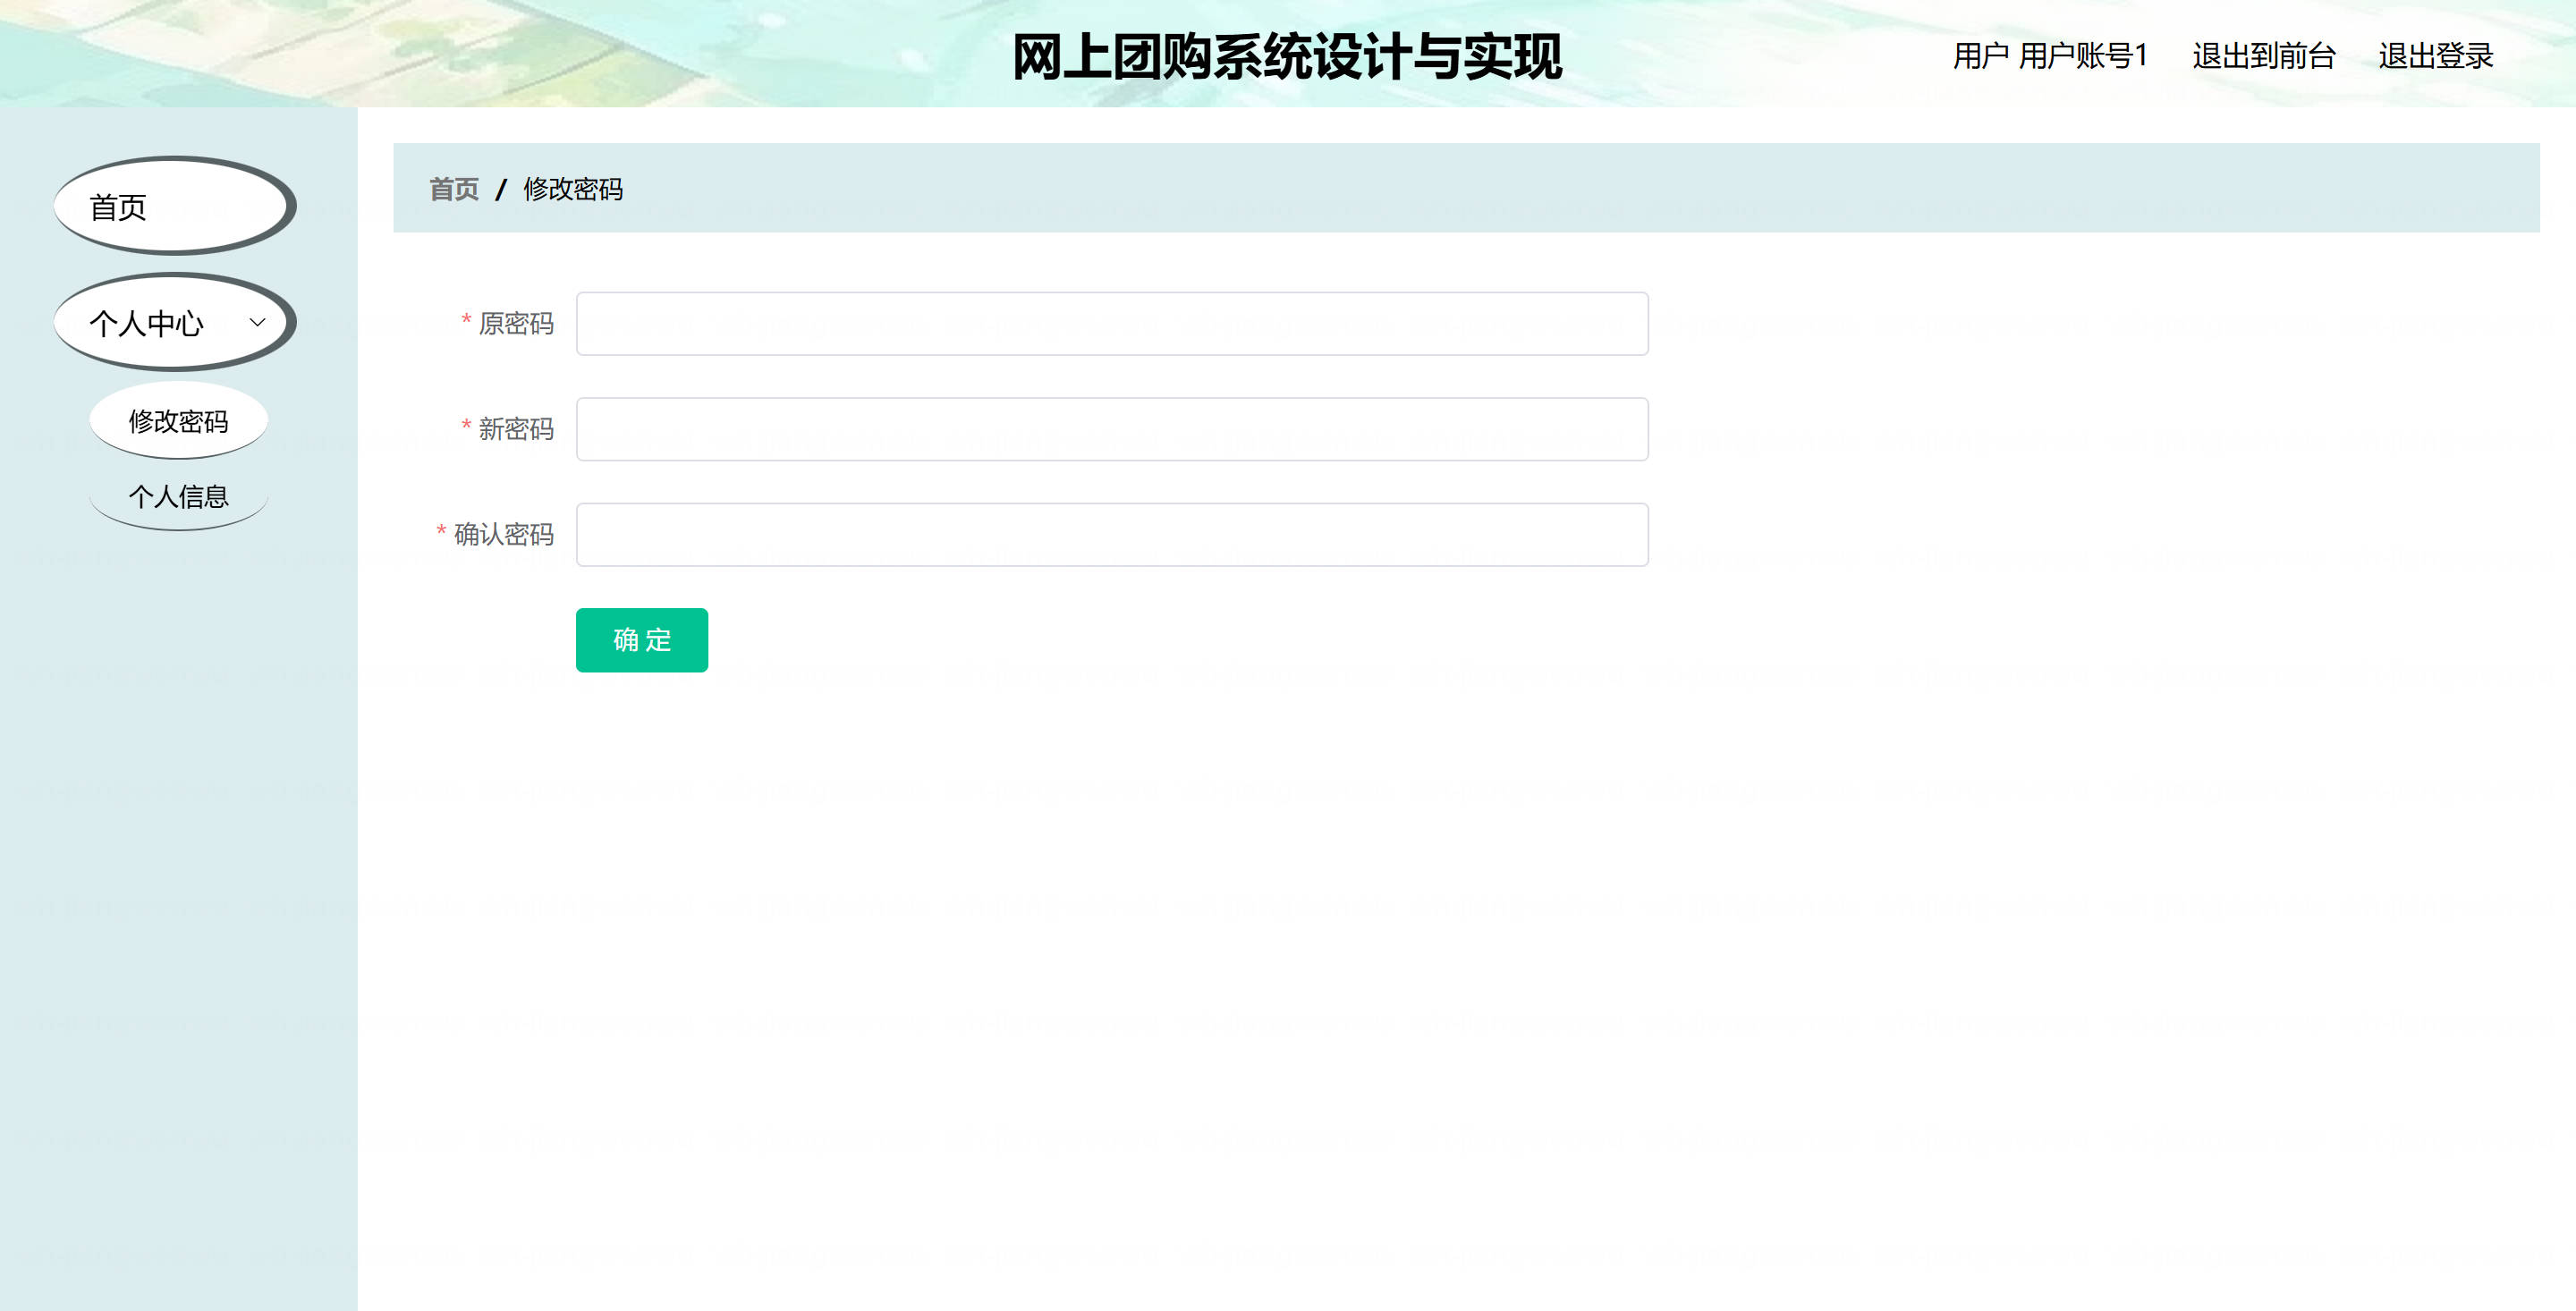 网上团购系统设计与实现
用户 用户账号1 退出到前台 退出登录
首页
个人中心
修改密码
个人信息
首页 / 修改密码
* 原密码
* 新密码
* 确认密码
确 定